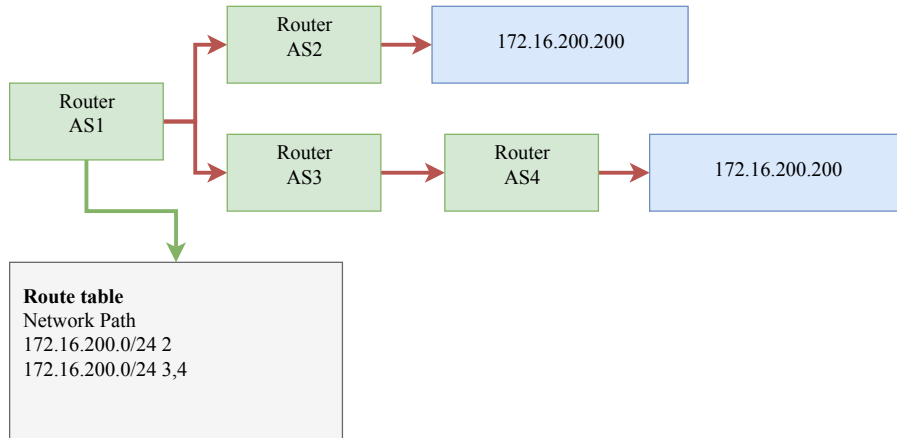 Router
AS2
172.16.200.200
Router
AS1
Router
AS3
Router
AS4
172.16.200.200
Route table
Network Path
172.16.200.0/24 2
172.16.200.0/24 3,4